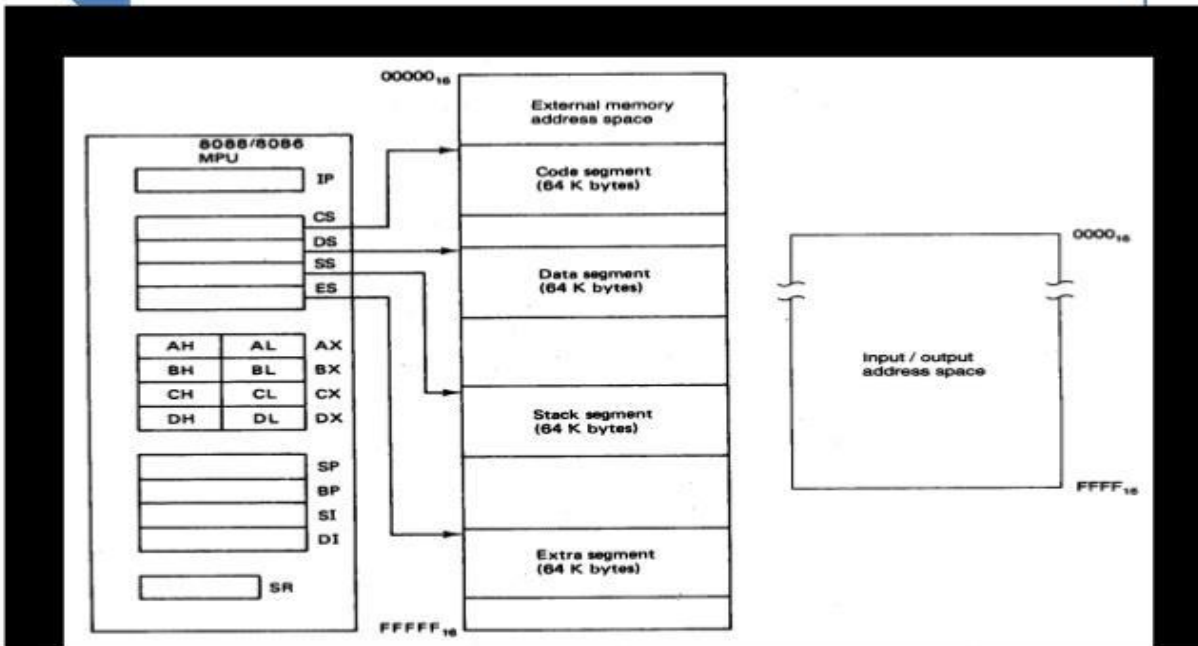 8088/8086
MPU
IP
CS
DS
SS
ES
AH AL AX
BH BL BX
CH CL CX
DH DL DX
SP
BP
SI
DI
SR
00000₁₆
External memory
address space
Code segment
(64 K bytes)
Data segment
(64 K bytes)
Stack segment
(64 K bytes)
Extra segment
(64 K bytes)
FFFFF₁₆
0000₁₆
Input / output
address space
FFFF₁₆